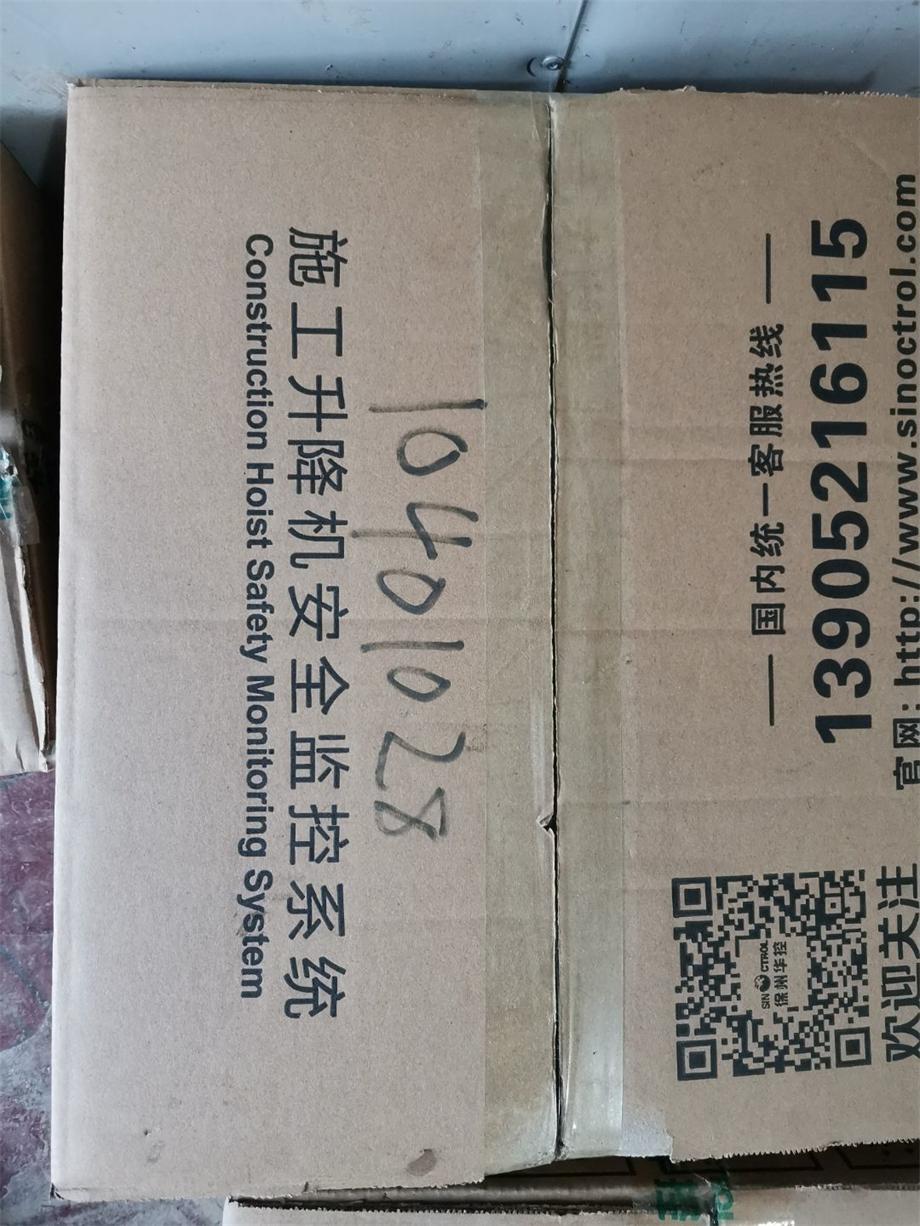 10401028
施工升降机安全监控系统
Construction Hoist Safety Monitoring System
国内统一客服热线
13905216115
官网：http://www.sinoctrol.com
SINOCTROL
徐州华控
欢迎关注